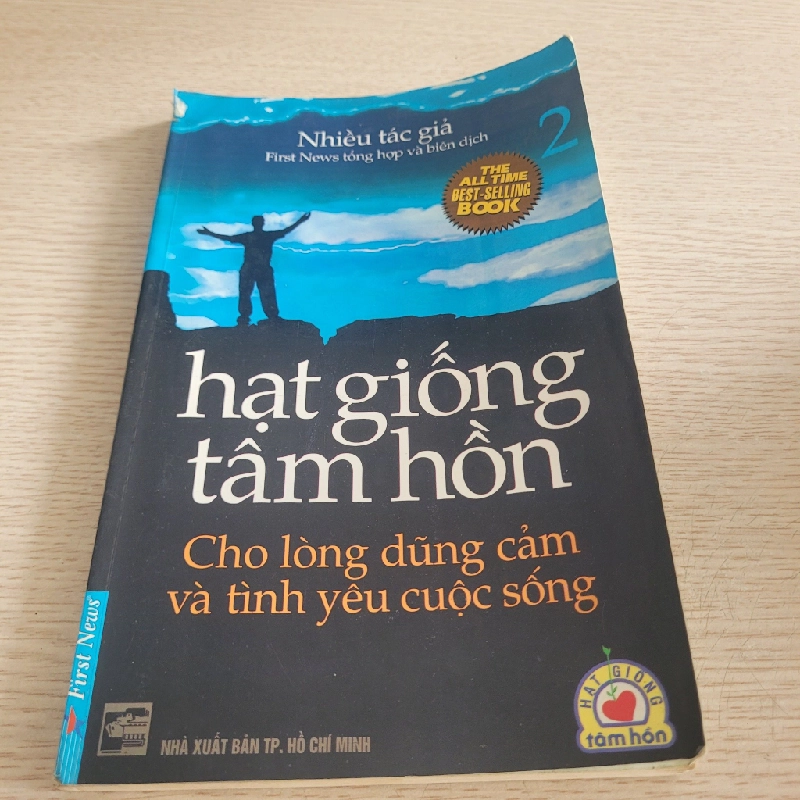 Nhiều tác giả
First News tổng hợp và biên dịch
2
THE
ALL TIME
BEST-SELLING
BOOK
hạt giống
tâm hồn
Cho lòng dũng cảm
và tình yêu cuộc sống
First News
NHÀ XUẤT BẢN TP. HỒ CHÍ MINH
HẠT GIỐNG
tâm hồn